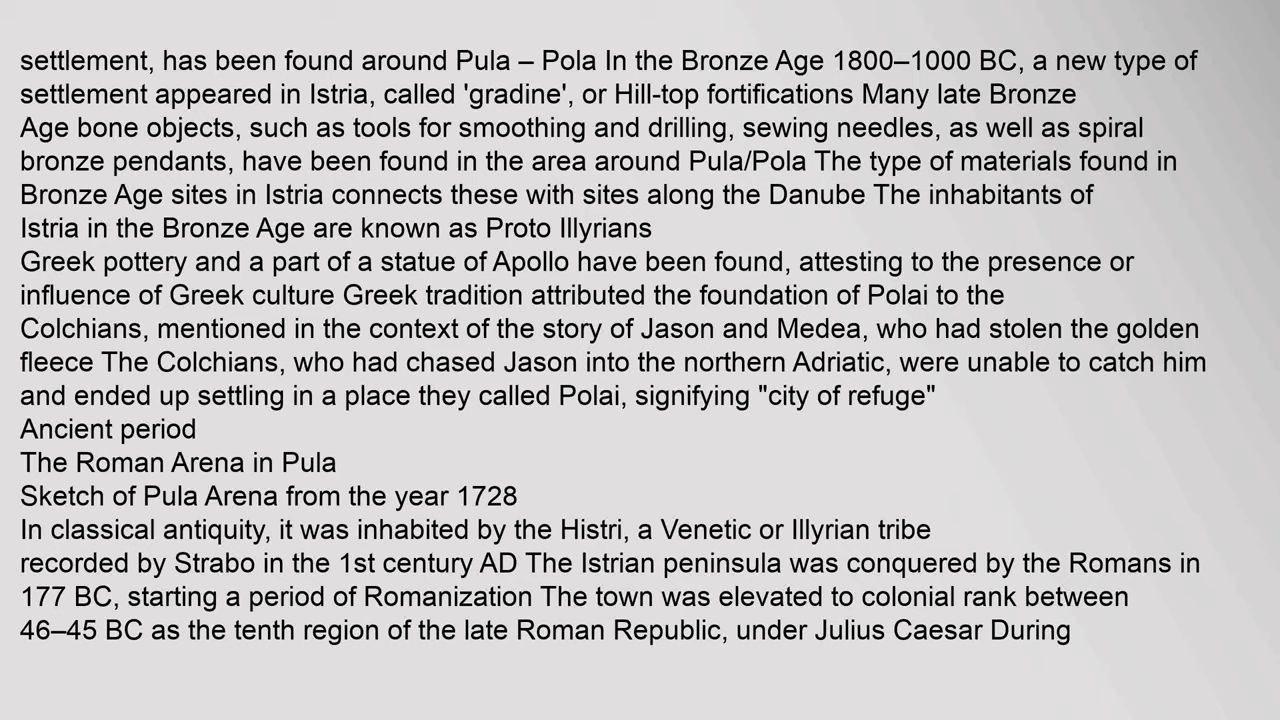 settlement, has been found around Pula – Pola In the Bronze Age 1800–1000 BC, a new type of
settlement appeared in Istria, called 'gradine', or Hill-top fortifications Many late Bronze
Age bone objects, such as tools for smoothing and drilling, sewing needles, as well as spiral
bronze pendants, have been found in the area around Pula/Pola The type of materials found in
Bronze Age sites in Istria connects these with sites along the Danube The inhabitants of
Istria in the Bronze Age are known as Proto Illyrians
Greek pottery and a part of a statue of Apollo have been found, attesting to the presence or
influence of Greek culture Greek tradition attributed the foundation of Polai to the
Colchians, mentioned in the context of the story of Jason and Medea, who had stolen the golden
fleece The Colchians, who had chased Jason into the northern Adriatic, were unable to catch him
and ended up settling in a place they called Polai, signifying "city of refuge"
Ancient period
The Roman Arena in Pula
Sketch of Pula Arena from the year 1728
In classical antiquity, it was inhabited by the Histri, a Venetic or Illyrian tribe
recorded by Strabo in the 1st century AD The Istrian peninsula was conquered by the Romans in
177 BC, starting a period of Romanization The town was elevated to colonial rank between
46–45 BC as the tenth region of the late Roman Republic, under Julius Caesar During